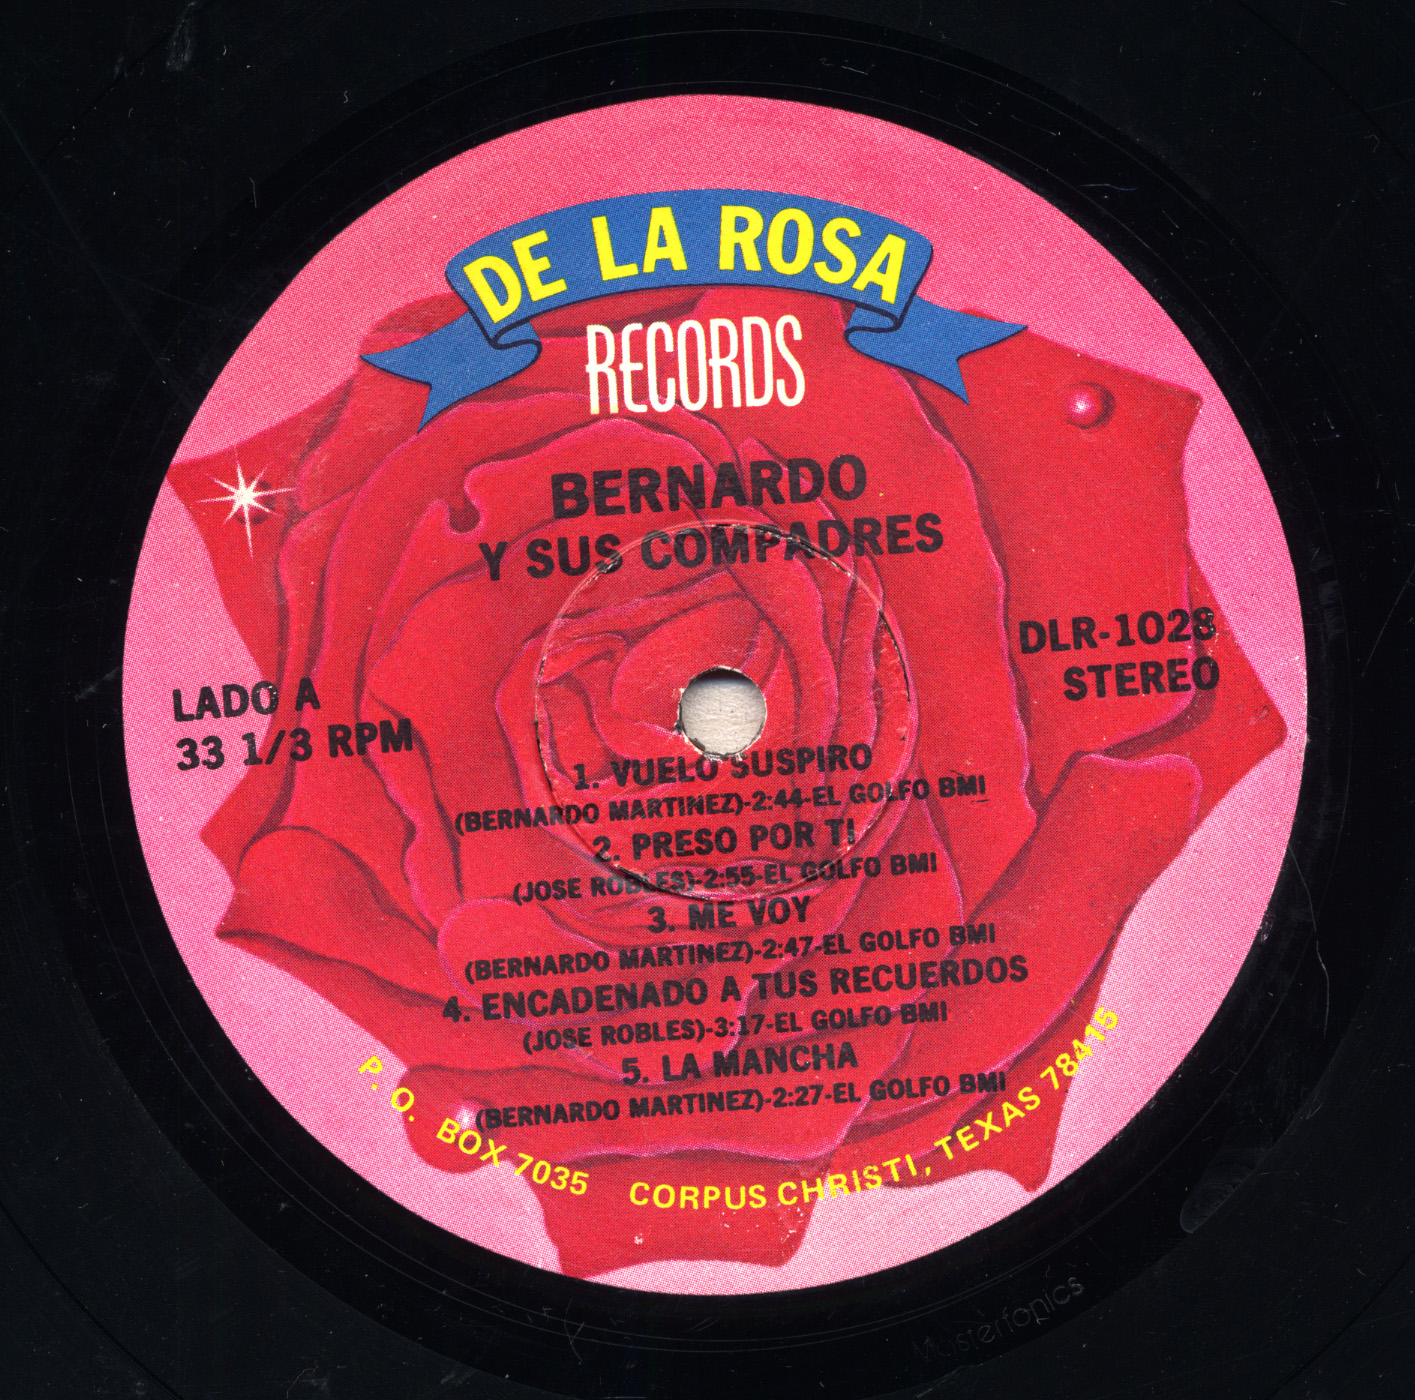 DE LA ROSA
RECORDS
BERNARDO
Y SUS COMPADRES
DLR-1028
STEREO
LADO A
33 1/3 RPM
1. VUELO SUSPIRO
(BERNARDO MARTINEZ)-2:44-EL GOLFO BMI
2. PRESO POR TI
(JOSE ROBLES)-2:55-EL GOLFO BMI
3. ME VOY
(BERNARDO MARTINEZ)-2:47-EL GOLFO BMI
4. ENCADENADO A TUS RECUERDOS
(JOSE ROBLES)-3:17-EL GOLFO BMI
5. LA MANCHA
(BERNARDO MARTINEZ)-2:27-EL GOLFO BMI
P. O. BOX 7035 CORPUS CHRISTI, TEXAS 78415
Masterfonics